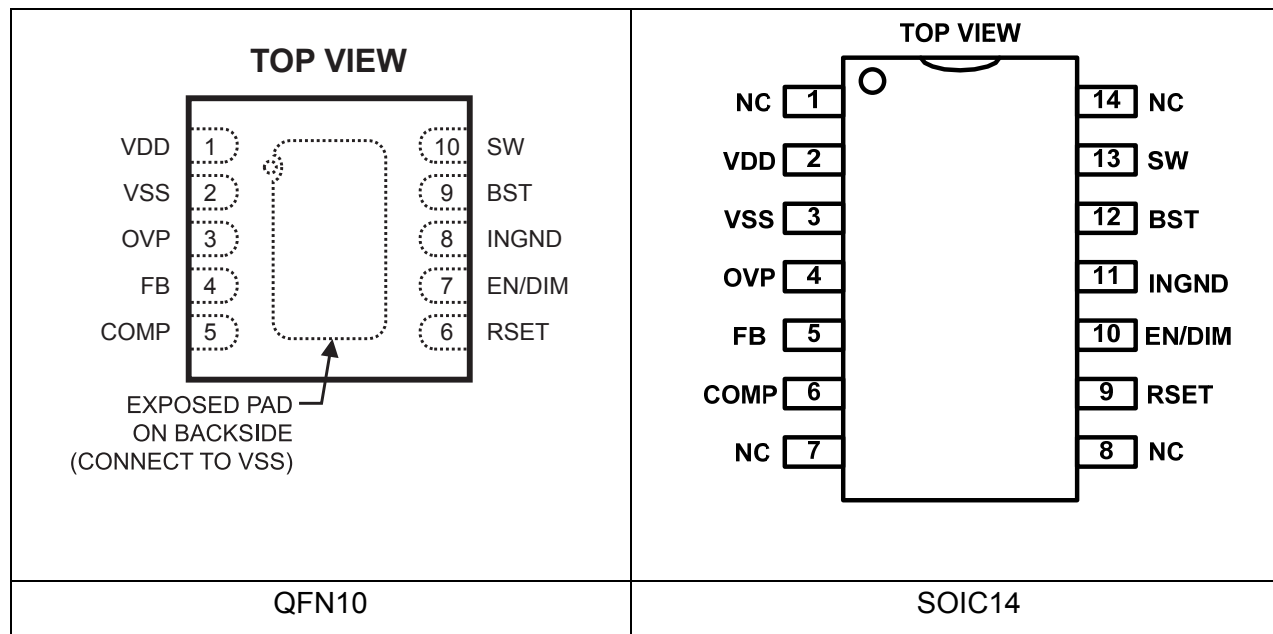 TOP VIEW
VDD 1 10 SW
VSS 2 9 BST
OVP 3 8 INGND
FB 4 7 EN/DIM
COMP 5 6 RSET
EXPOSED PAD
ON BACKSIDE
(CONNECT TO VSS)
QFN10
TOP VIEW
NC 1 14 NC
VDD 2 13 SW
VSS 3 12 BST
OVP 4 11 INGND
FB 5 10 EN/DIM
COMP 6 9 RSET
NC 7 8 NC
SOIC14